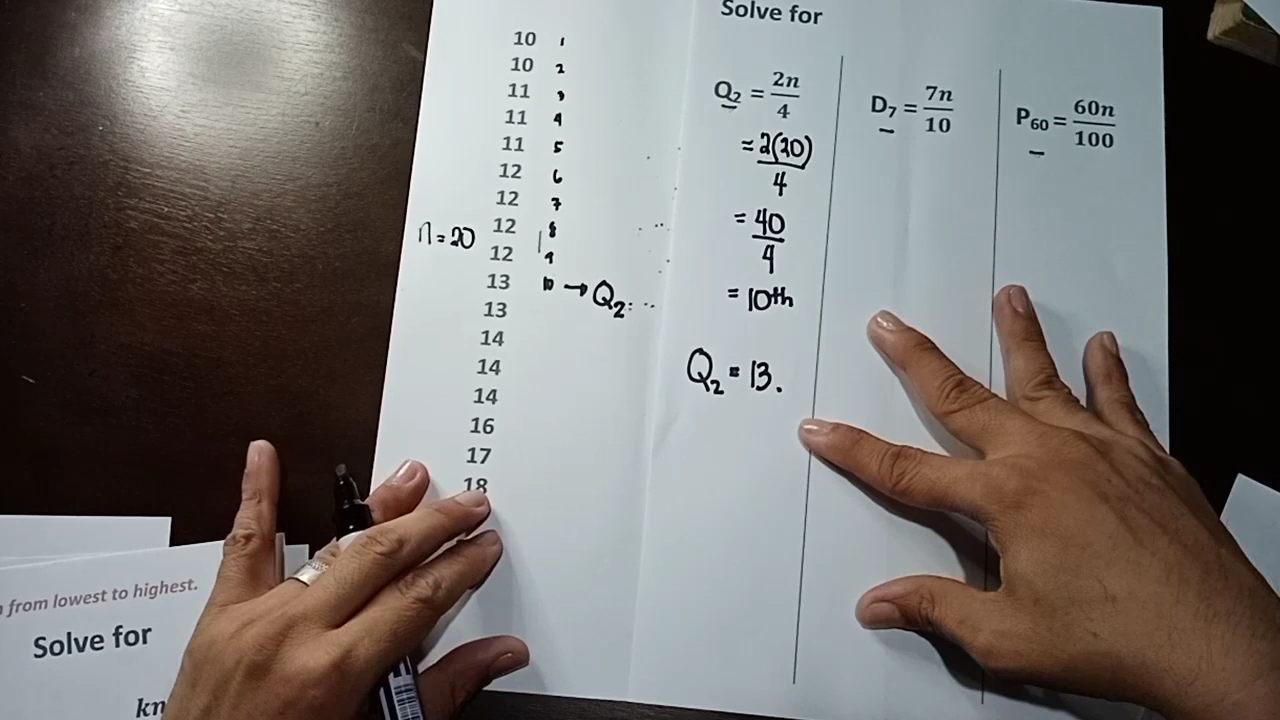 Solve for
10 1
10 2
11 3
11 4
11 5
12 6
12 7
12 8
n = 20
12 9
13 10 → Q2
13
14
14
14
16
17
18
Q2 = 2n/4
= 2(20)/4
= 40/4
= 10th
Q2 = 13.
D7 = 7n/10
P60 = 60n/100
from lowest to highest.
Solve for